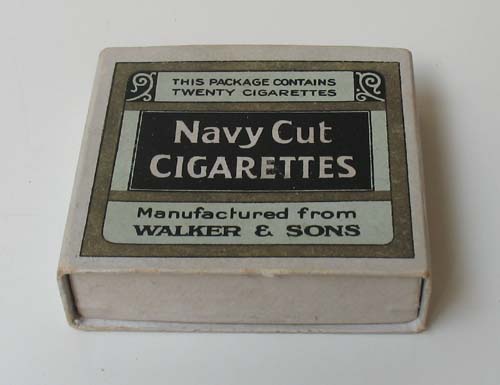 THIS PACKAGE CONTAINS
TWENTY CIGARETTES
Navy Cut
CIGARETTES
Manufactured from
WALKER & SONS